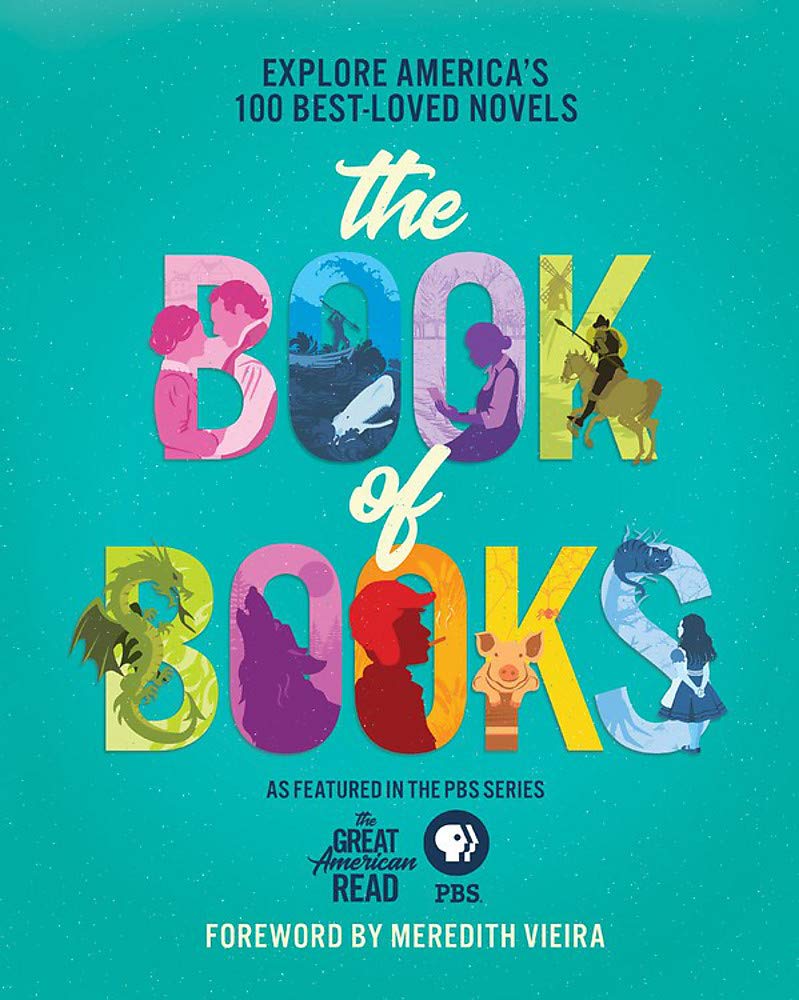 EXPLORE AMERICA'S
100 BEST-LOVED NOVELS
the
BOOK
of
BOOKS
AS FEATURED IN THE PBS SERIES
the
GREAT
American
READ
PBS.
FOREWORD BY MEREDITH VIEIRA